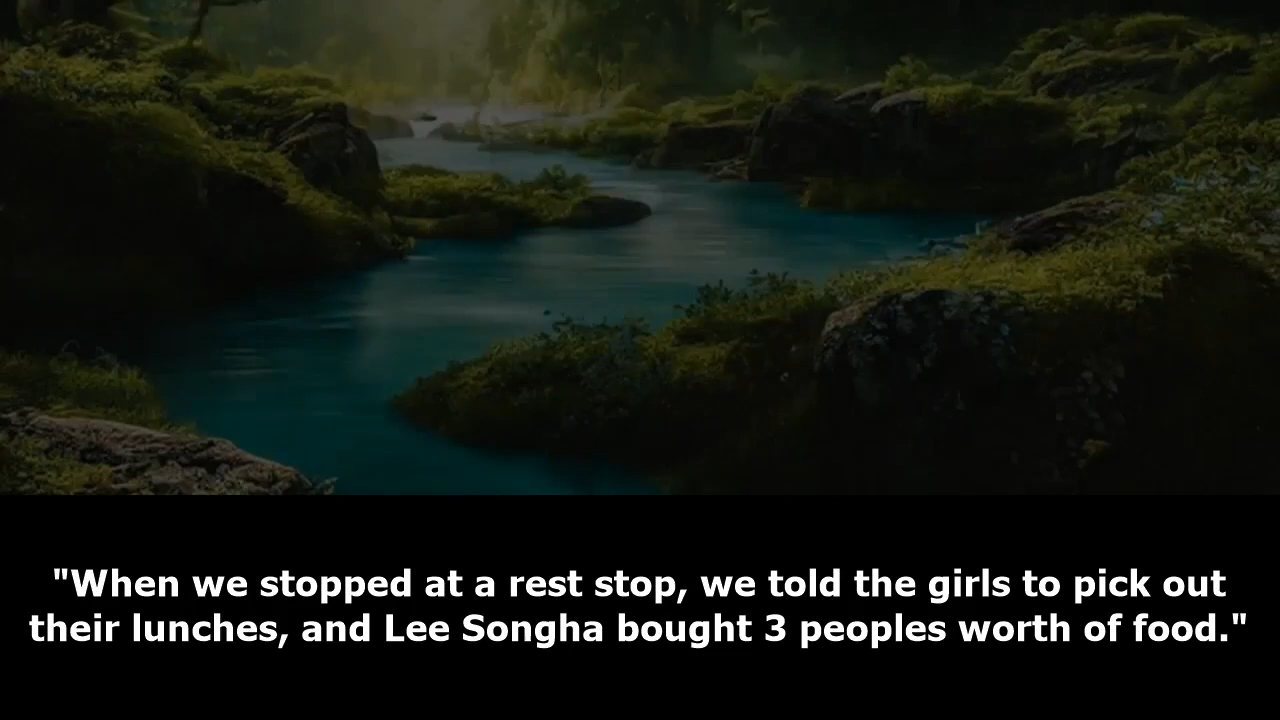 "When we stopped at a rest stop, we told the girls to pick out
their lunches, and Lee Songha bought 3 peoples worth of food."